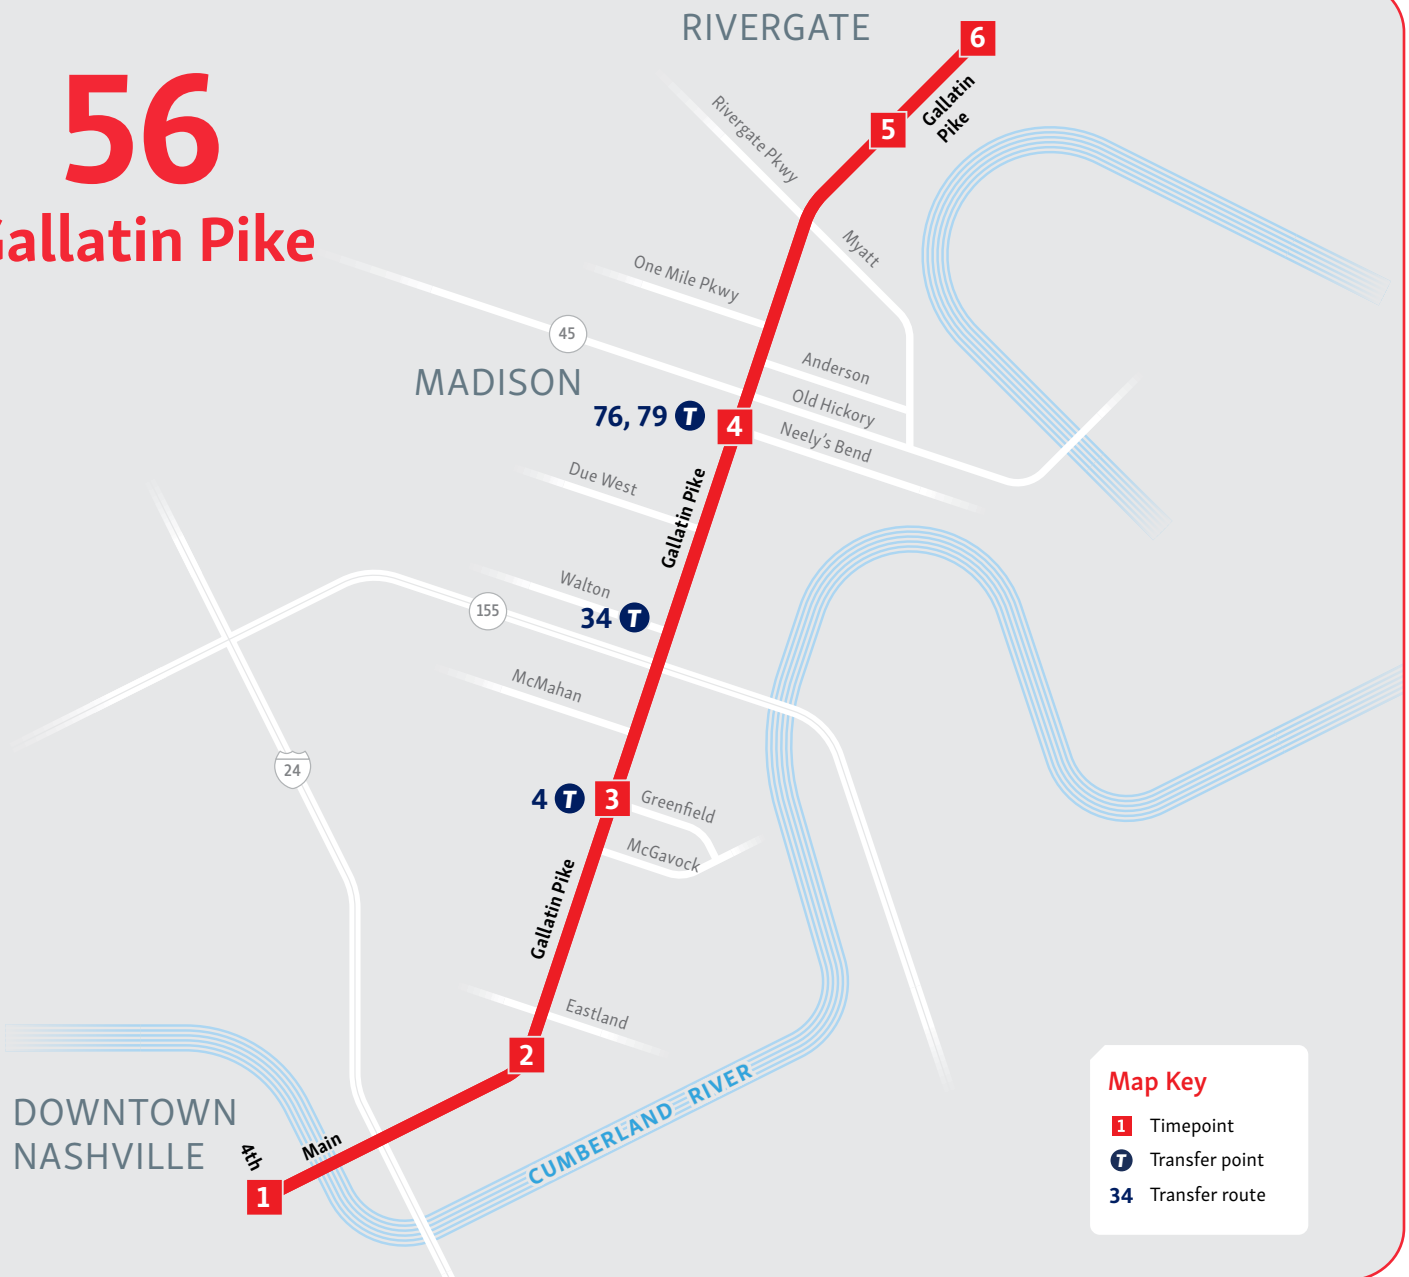 RIVERGATE
6
56
Gallatin
Pike
5
Rivergate Pkwy
allatin Pike
Myatt
One Mile Pkwy
45
Anderson
MADISON
Old Hickory
76, 79 T
4
Neely's Bend
Due West
Gallatin Pike
Walton
155
34 T
McMahan
24
4 T
3
Greenfield
McGavock
Gallatin Pike
Eastland
2
CUMBERLAND RIVER
DOWNTOWN
NASHVILLE
4th
Main
1
Map Key
1 Timepoint
T Transfer point
34 Transfer route